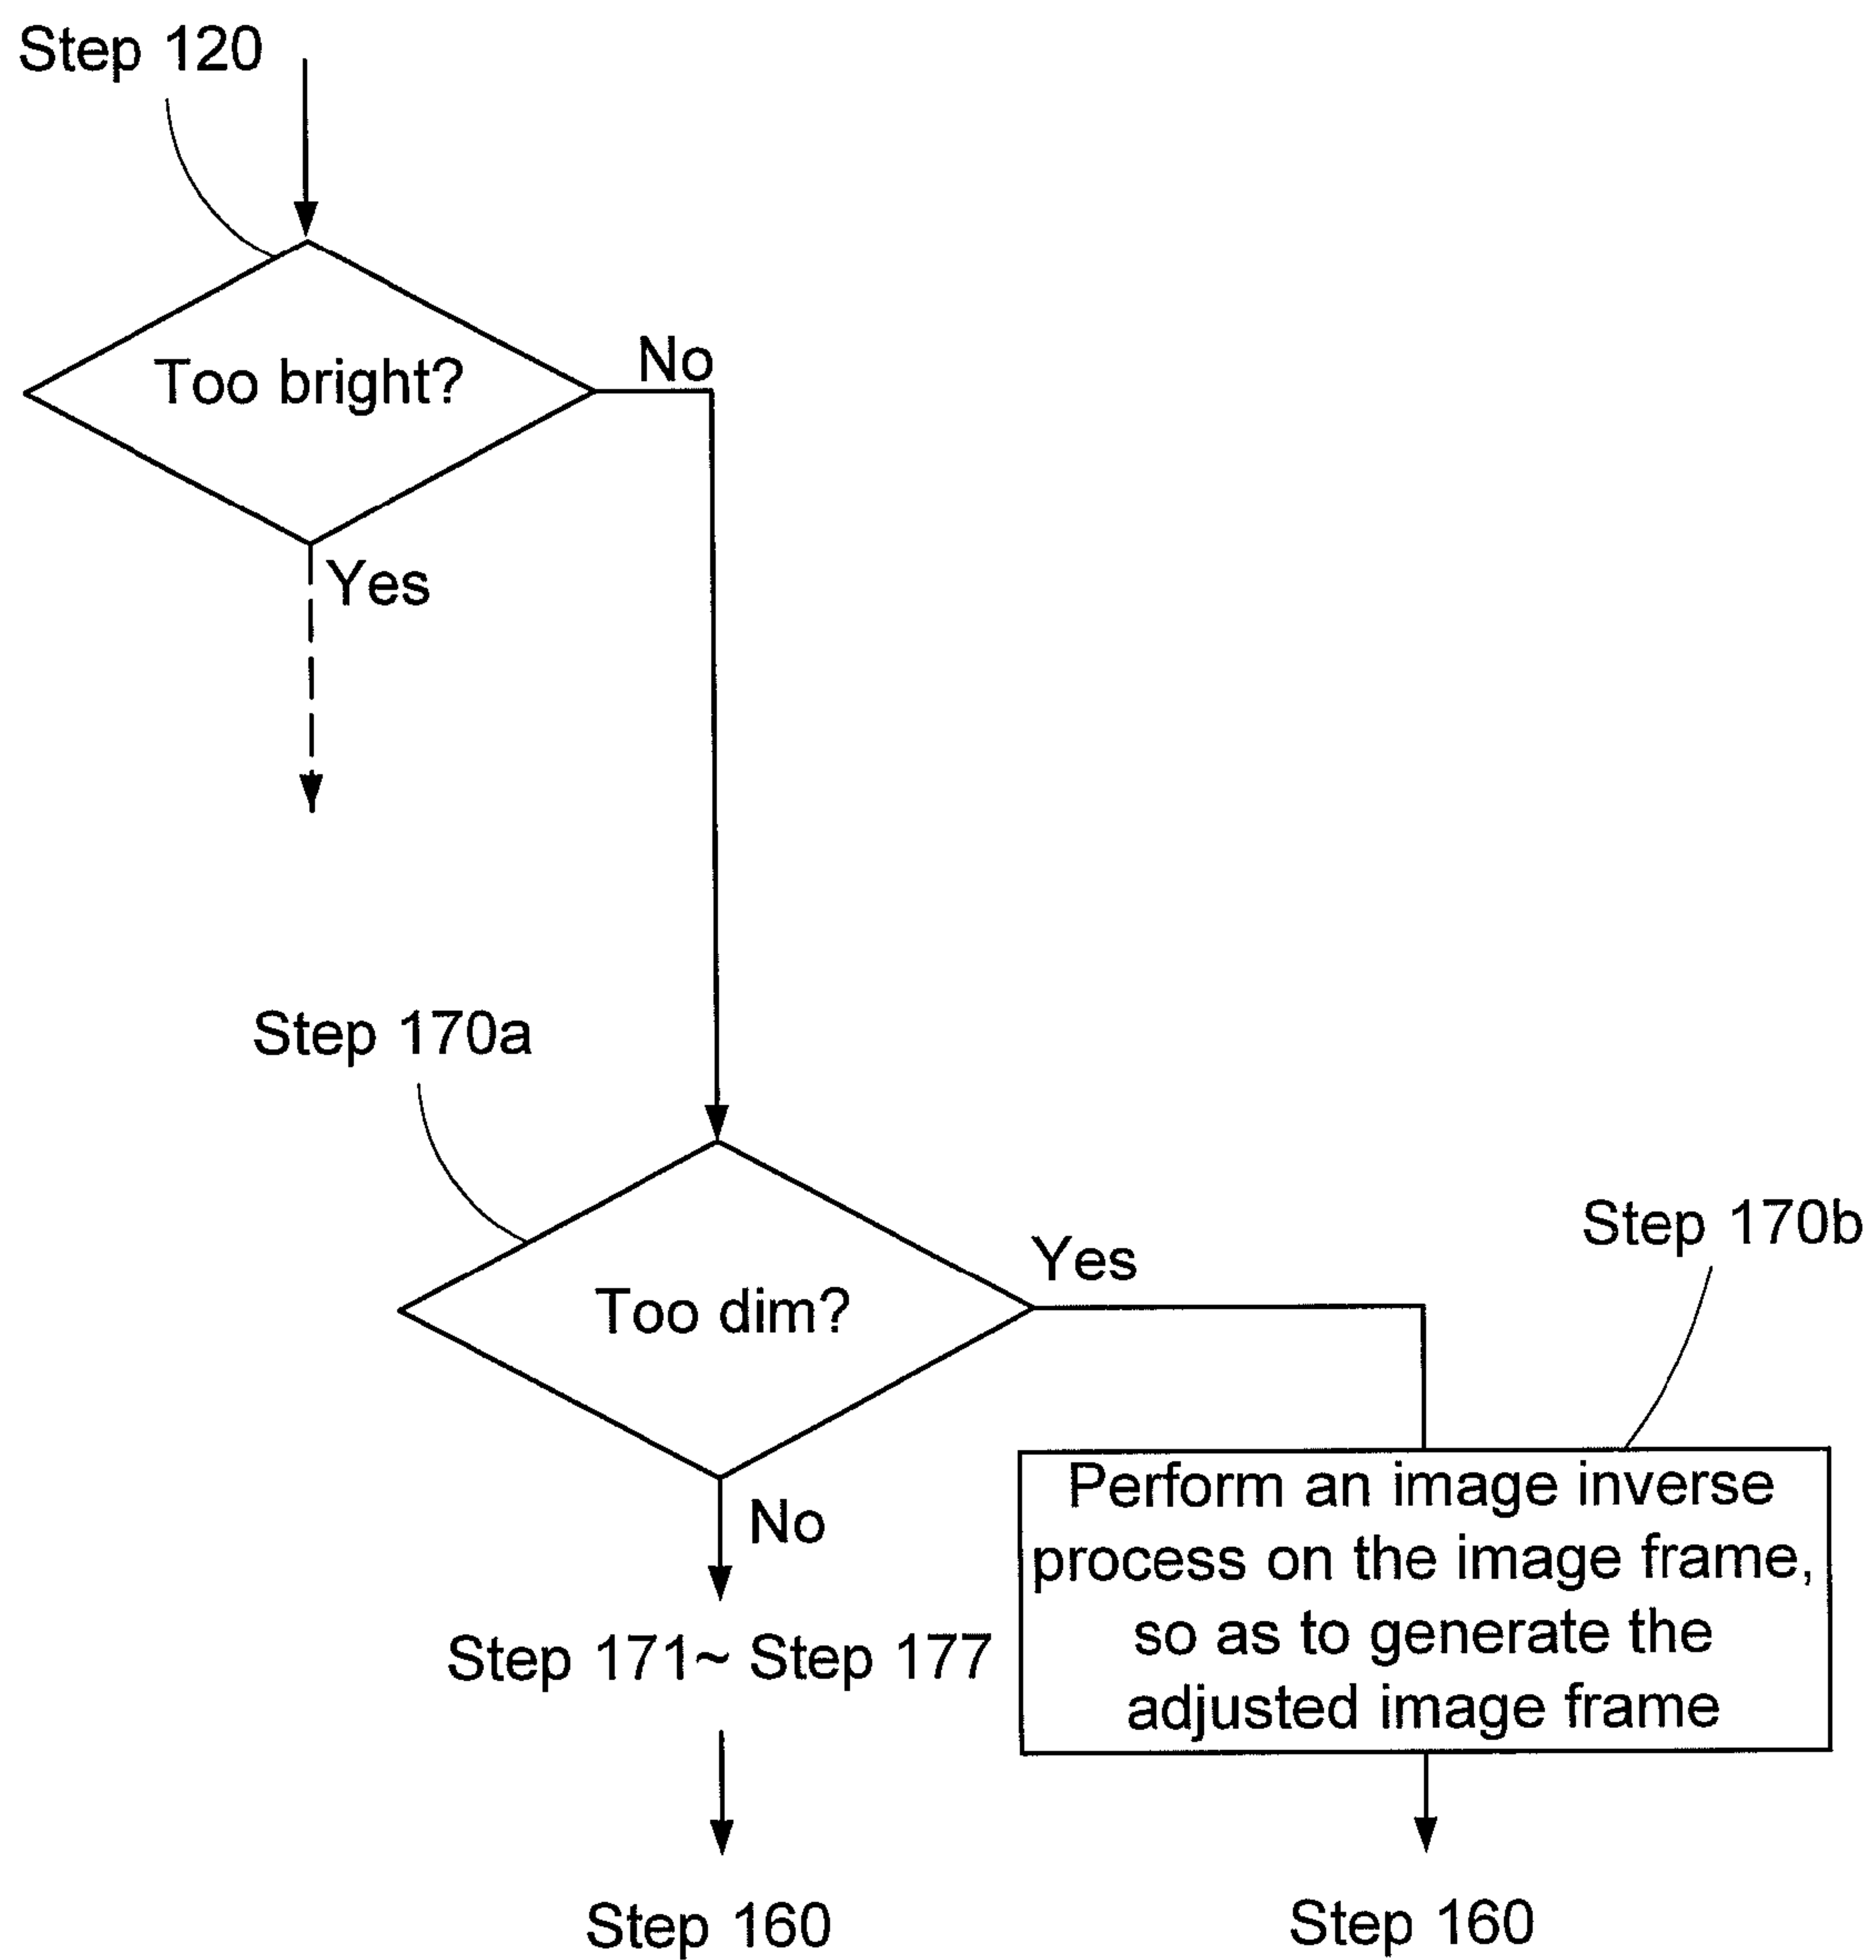 Step 120
Too bright?
No
Yes
Step 170a
Step 170b
Too dim?
Yes
No
Perform an image inverse
process on the image frame,
so as to generate the
adjusted image frame
Step 171~ Step 177
Step 160
Step 160